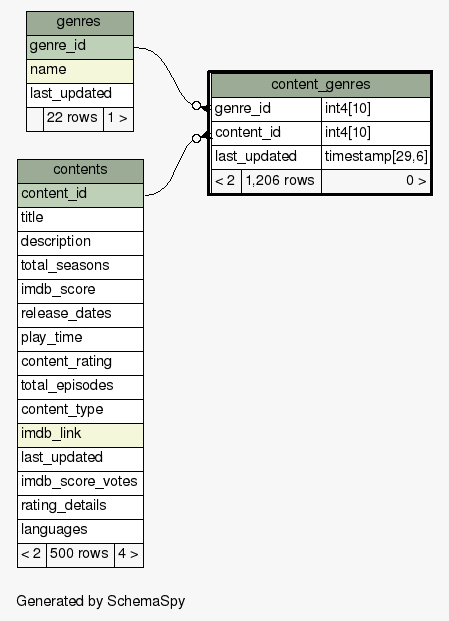 genres
genre_id
name
last_updated
22 rows 1 >
content_genres
genre_id int4[10]
content_id int4[10]
last_updated timestamp[29,6]
< 2 1,206 rows 0 >
contents
content_id
title
description
total_seasons
imdb_score
release_dates
play_time
content_rating
total_episodes
content_type
imdb_link
last_updated
imdb_score_votes
rating_details
languages
< 2 500 rows 4 >
Generated by SchemaSpy